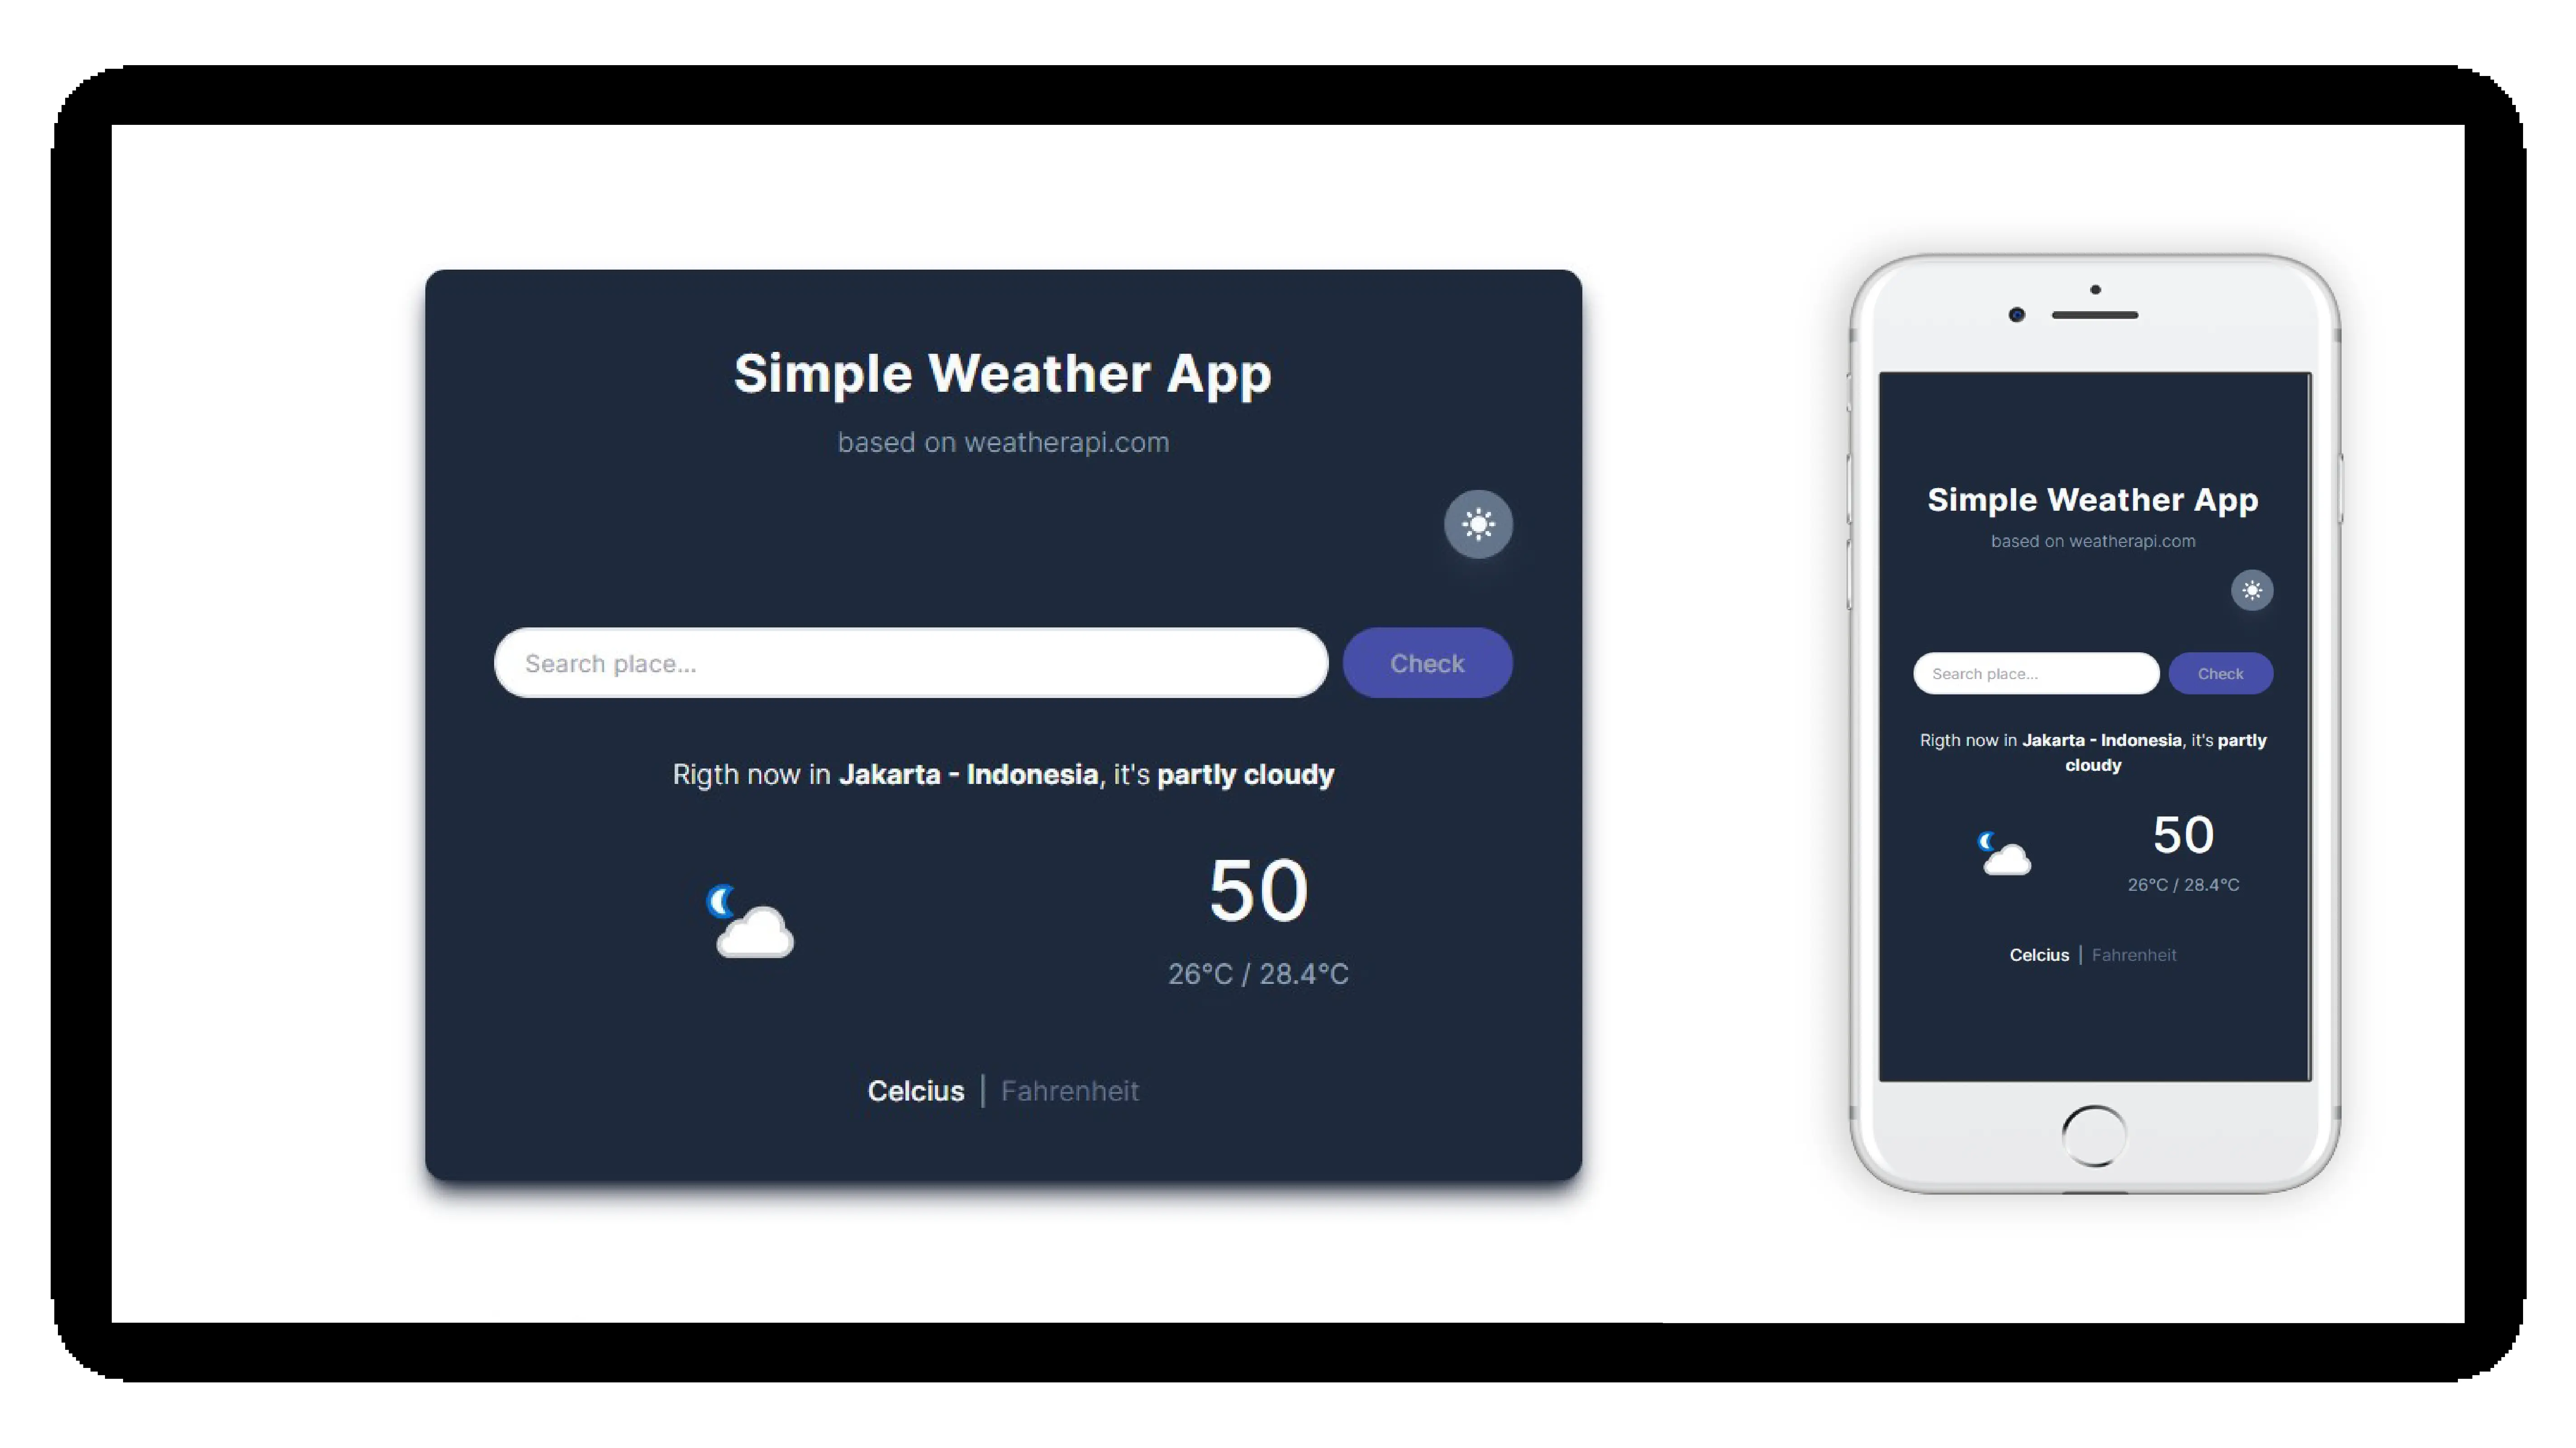 Simple Weather App
based on weatherapi.com
Search place...
Check
Rigth now in Jakarta - Indonesia, it's partly cloudy
50
26°C / 28.4°C
Celcius | Fahrenheit
Simple Weather App
based on weatherapi.com
Search place...
Check
Rigth now in Jakarta - Indonesia, it's partly
cloudy
50
26°C / 28.4°C
Celcius | Fahrenheit